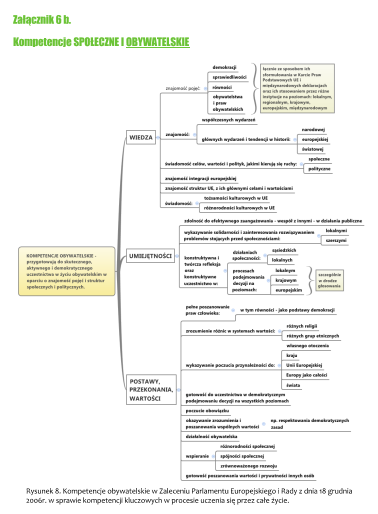 Załącznik 6 b.
Kompetencje SPOŁECZNE I OBYWATELSKIE
KOMPETENCJE OBYWATELSKIE -
przygotowują do skutecznego,
aktywnego i demokratycznego
uczestnictwa w życiu obywatelskim w
oparciu o znajomość pojęć i struktur
społecznych i politycznych.
WIEDZA
znajomość pojęć:
demokracji
sprawiedliwości
równości
obywatelstwa
i praw
obywatelskich
łącznie ze sposobem ich
sformułowania w Karcie Praw
Podstawowych UE i
międzynarodowych deklaracjach
oraz ich stosowaniem przez różne
instytucje na poziomach: lokalnym,
regionalnym, krajowym,
europejskim, międzynarodowym
znajomość:
współczesnych wydarzeń
głównych wydarzeń i tendencji w historii:
narodowej
europejskiej
światowej
świadomość celów, wartości i polityk, jakimi kierują się ruchy:
społeczne
polityczne
znajomość integracji europejskiej
znajomość struktur UE, z ich głównymi celami i wartościami
świadomość:
tożsamości kulturowych w UE
różnorodności kulturowych w UE
UMIEJĘTNOŚCI
zdolność do efektywnego zaangażowania - wespół z innymi - w działania publiczne
wykazywanie solidarności i zainteresowania rozwiązywaniem
problemów stojących przed społecznościami:
lokalnymi
szerszymi
konstruktywna i
twórcza refleksja
oraz
konstruktywne
uczestnictwo w:
działaniach
społeczności:
sąsiedzkich
lokalnych
procesach
podejmowania
decyzji na
poziomach:
lokalnym
krajowym
europejskim
szczególnie
w drodze
głosowania
POSTAWY,
PRZEKONANIA,
WARTOŚCI
pełne poszanowanie
praw człowieka:
w tym równości - jako podstawy demokracji
zrozumienie różnic w systemach wartości:
różnych religii
różnych grup etnicznych
wykazywanie poczucia przynależności do:
własnego otoczenia
kraju
Unii Europejskiej
Europy jako całości
świata
gotowość do uczestnictwa w demokratycznym
podejmowaniu decyzji na wszystkich poziomach
poczucie obowiązku
okazywanie zrozumienia i
poszanowania wspólnych wartości
np. respektowania demokratycznych
zasad
działalność obywatelska
wspieranie
różnorodności społecznej
spójności społecznej
zrównoważonego rozwoju
gotowość poszanowania wartości i prywatności innych osób
Rysunek 8. Kompetencje obywatelskie w Zaleceniu Parlamentu Europejskiego i Rady z dnia 18 grudnia
2006r. w sprawie kompetencji kluczowych w procesie uczenia się przez całe życie.